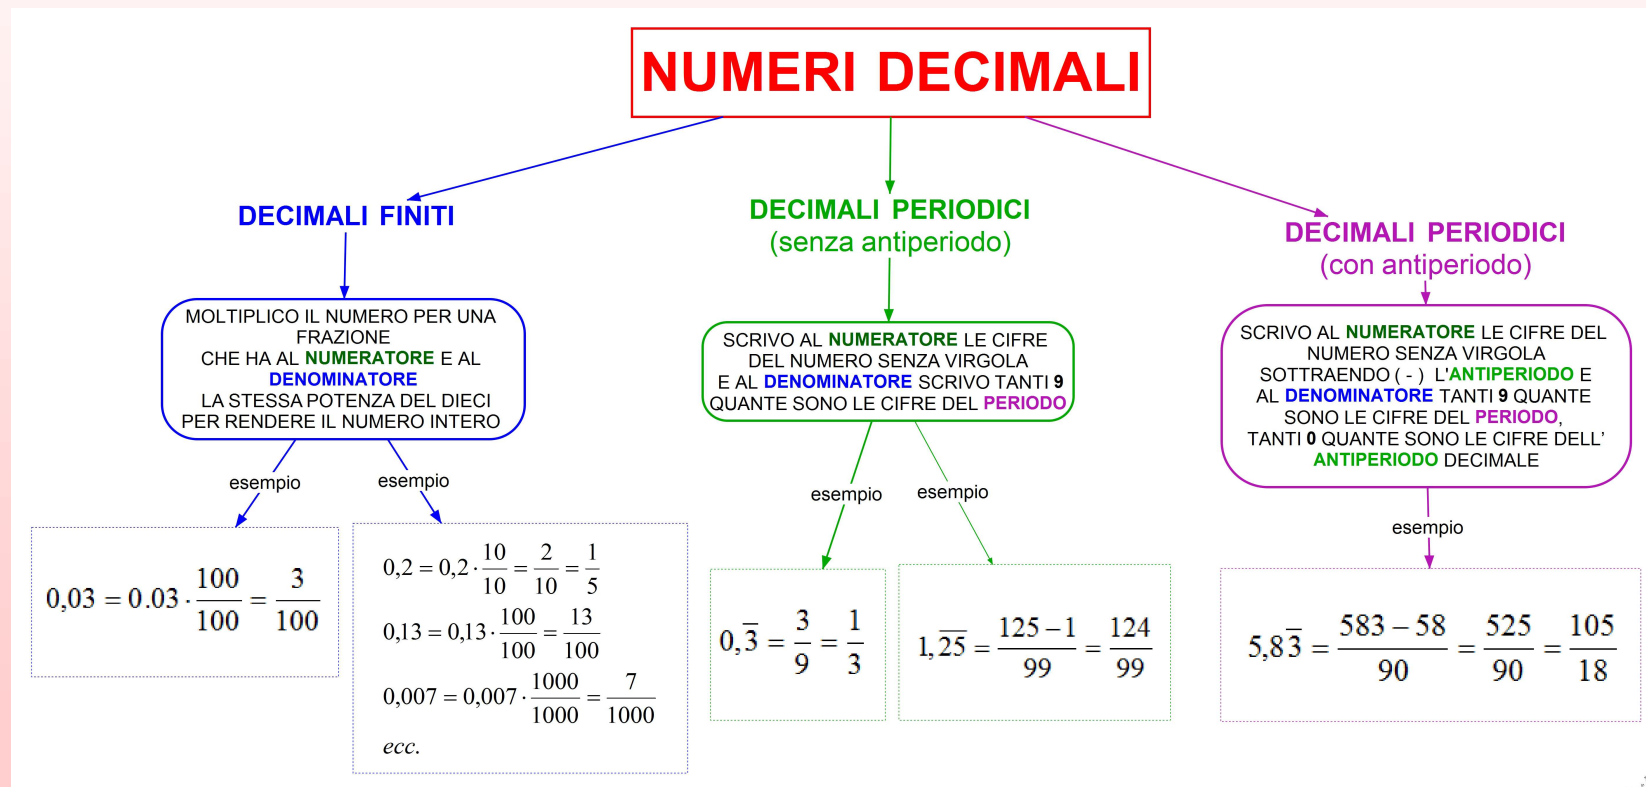 NUMERI DECIMALI
DECIMALI FINITI
MOLTIPLICO IL NUMERO PER UNA
FRAZIONE
CHE HA AL NUMERATORE E AL
DENOMINATORE
LA STESSA POTENZA DEL DIECI
PER RENDERE IL NUMERO INTERO
esempio
esempio
0,03 = 0.03 · 100/100 = 3/100
0,2 = 0,2 · 10/10 = 2/10 = 1/5
0,13 = 0,13 · 100/100 = 13/100
0,007 = 0,007 · 1000/1000 = 7/1000
ecc.
DECIMALI PERIODICI
(senza antiperiodo)
SCRIVO AL NUMERATORE LE CIFRE
DEL NUMERO SENZA VIRGOLA
E AL DENOMINATORE SCRIVO TANTI 9
QUANTE SONO LE CIFRE DEL PERIODO
esempio
esempio
0,3̅ = 3/9 = 1/3
1,2̅5̅ = 125 − 1/99 = 124/99
DECIMALI PERIODICI
(con antiperiodo)
SCRIVO AL NUMERATORE LE CIFRE DEL
NUMERO SENZA VIRGOLA
SOTTRAENDO ( - ) L'ANTIPERIODO E
AL DENOMINATORE TANTI 9 QUANTE
SONO LE CIFRE DEL PERIODO,
TANTI 0 QUANTE SONO LE CIFRE DELL’
ANTIPERIODO DECIMALE
esempio
5,83̅ = 583 − 58/90 = 525/90 = 105/18